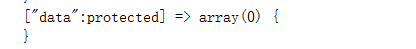 ["data":protected] => array(0) {
}